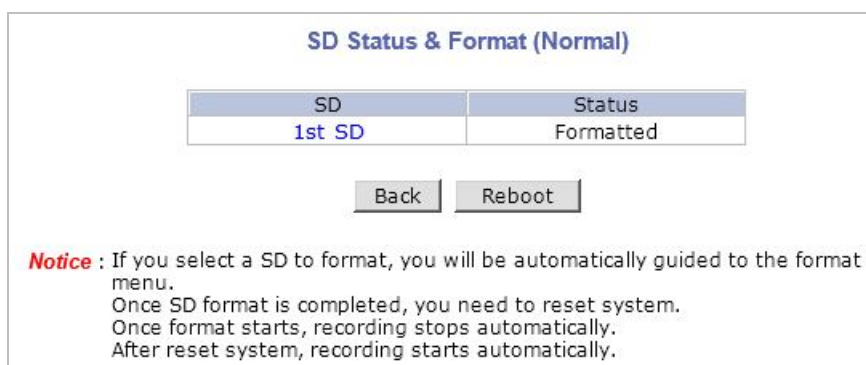 SD Status & Format (Normal)
SD Status
1st SD Formatted
Back Reboot
Notice : If you select a SD to format, you will be automatically guided to the format
menu.
Once SD format is completed, you need to reset system.
Once format starts, recording stops automatically.
After reset system, recording starts automatically.